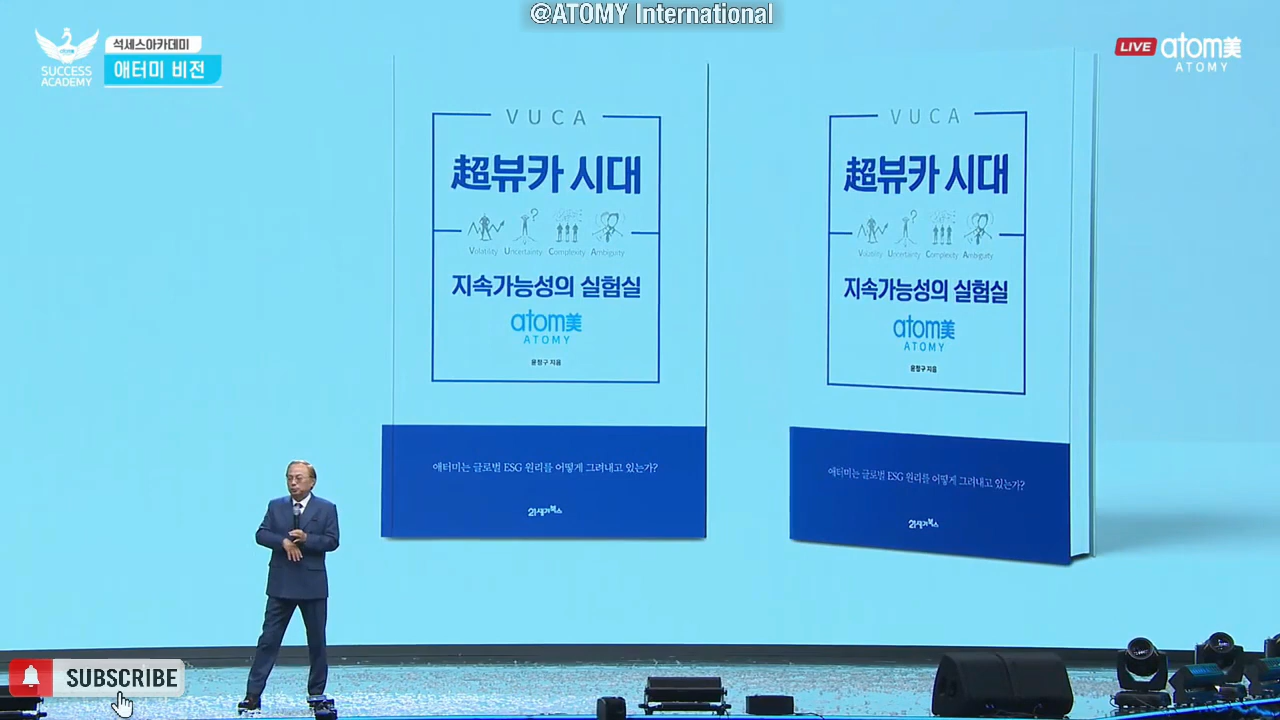 @ATOMY International
SUCCESS
ACADEMY
석세스아카데미
애터미 비전
LIVE
atom美
ATOMY
VUCA
超뷰카 시대
Volatility Uncertainty Complexity Ambiguity
지속가능성의 실험실
atom美
ATOMY
윤정구 지음
애터미는 글로벌 ESG 원리를 어떻게 그려내고 있는가?
21세기북스
VUCA
超뷰카 시대
Volatility Uncertainty Complexity Ambiguity
지속가능성의 실험실
atom美
ATOMY
윤정구 지음
애터미는 글로벌 ESG 원리를 어떻게 그려내고 있는가?
21세기북스
SUBSCRIBE